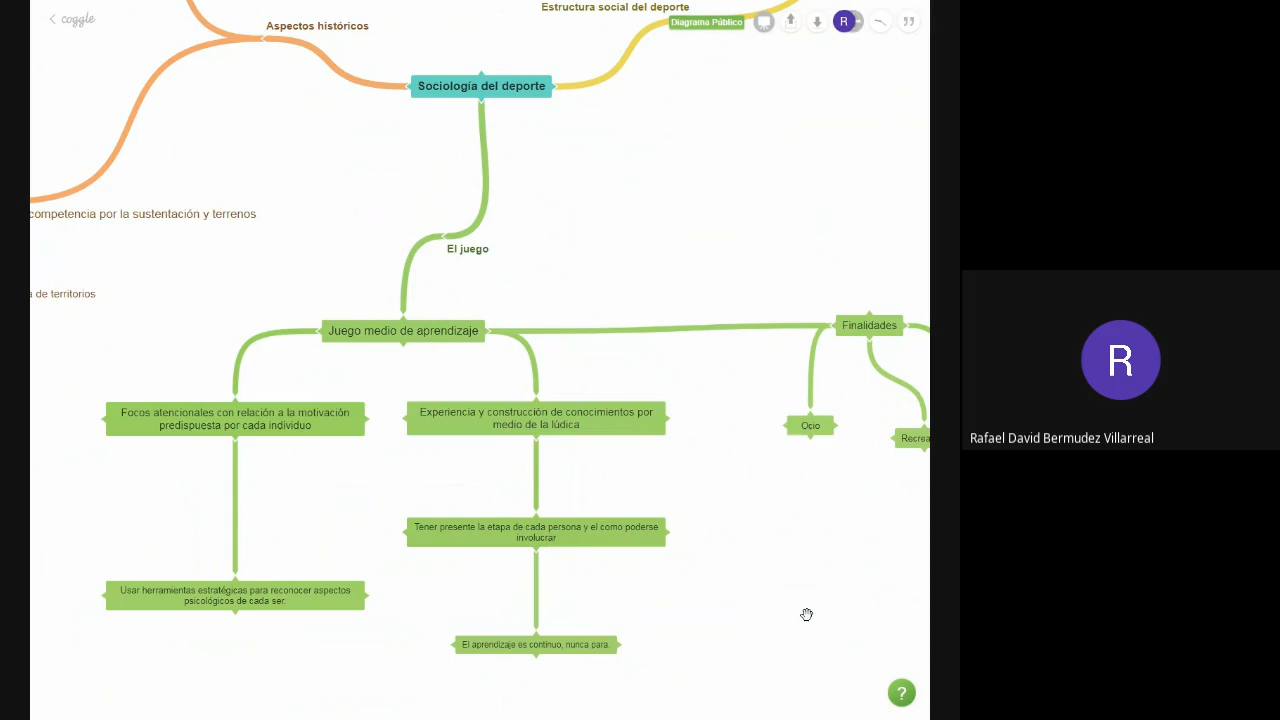 coggle
Estructura social del deporte
Diagrama Público
R
Aspectos históricos
Sociología del deporte
competencia por la sustentación y terrenos
El juego
de territorios
Juego medio de aprendizaje
Finalidades
Focos atencionales con relación a la motivación
predispuesta por cada individuo
Experiencia y construcción de conocimientos por
medio de la lúdica
Ocio
Recrea
Tener presente la etapa de cada persona y el como poderse
involucrar
Usar herramientas estratégicas para reconocer aspectos
psicológicos de cada ser.
El aprendizaje es continuo, nunca para.
?
R
Rafael David Bermudez Villarreal